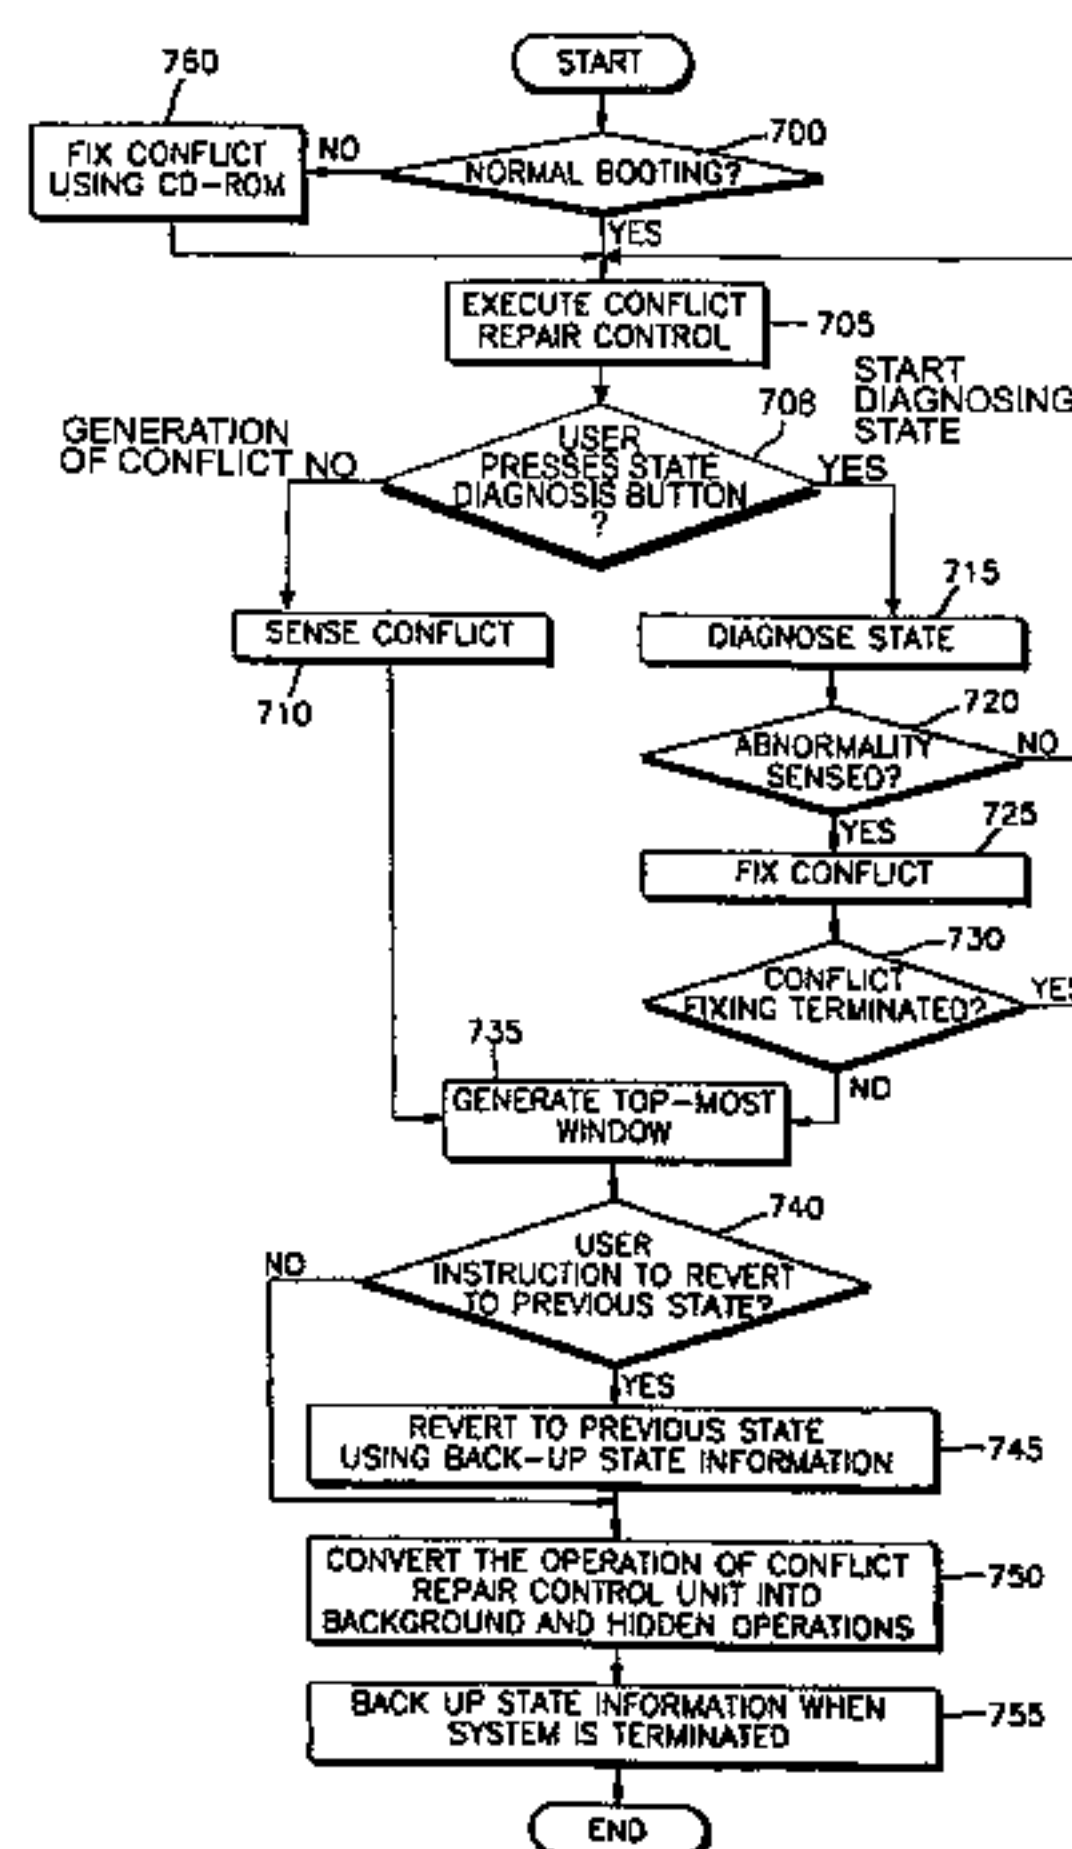 START
760
700
FIX CONFLICT
USING CD-ROM
NO
NORMAL BOOTING?
YES
EXECUTE CONFLICT
REPAIR CONTROL
705
START
DIAGNOSING
STATE
708
GENERATION
OF CONFLICT
NO
USER
PRESSES STATE
DIAGNOSIS BUTTON
?
YES
715
SENSE CONFLICT
DIAGNOSE STATE
710
720
ABNORMALITY
SENSED?
NO
YES
725
FIX CONFLICT
730
CONFLICT
FIXING TERMINATED?
YES
NO
735
GENERATE TOP-MOST
WINDOW
740
NO
USER
INSTRUCTION TO REVERT
TO PREVIOUS STATE?
YES
REVERT TO PREVIOUS STATE
USING BACK-UP STATE INFORMATION
745
CONVERT THE OPERATION OF CONFLICT
REPAIR CONTROL UNIT INTO
BACKGROUND AND HIDDEN OPERATIONS
750
BACK UP STATE INFORMATION WHEN
SYSTEM IS TERMINATED
755
END